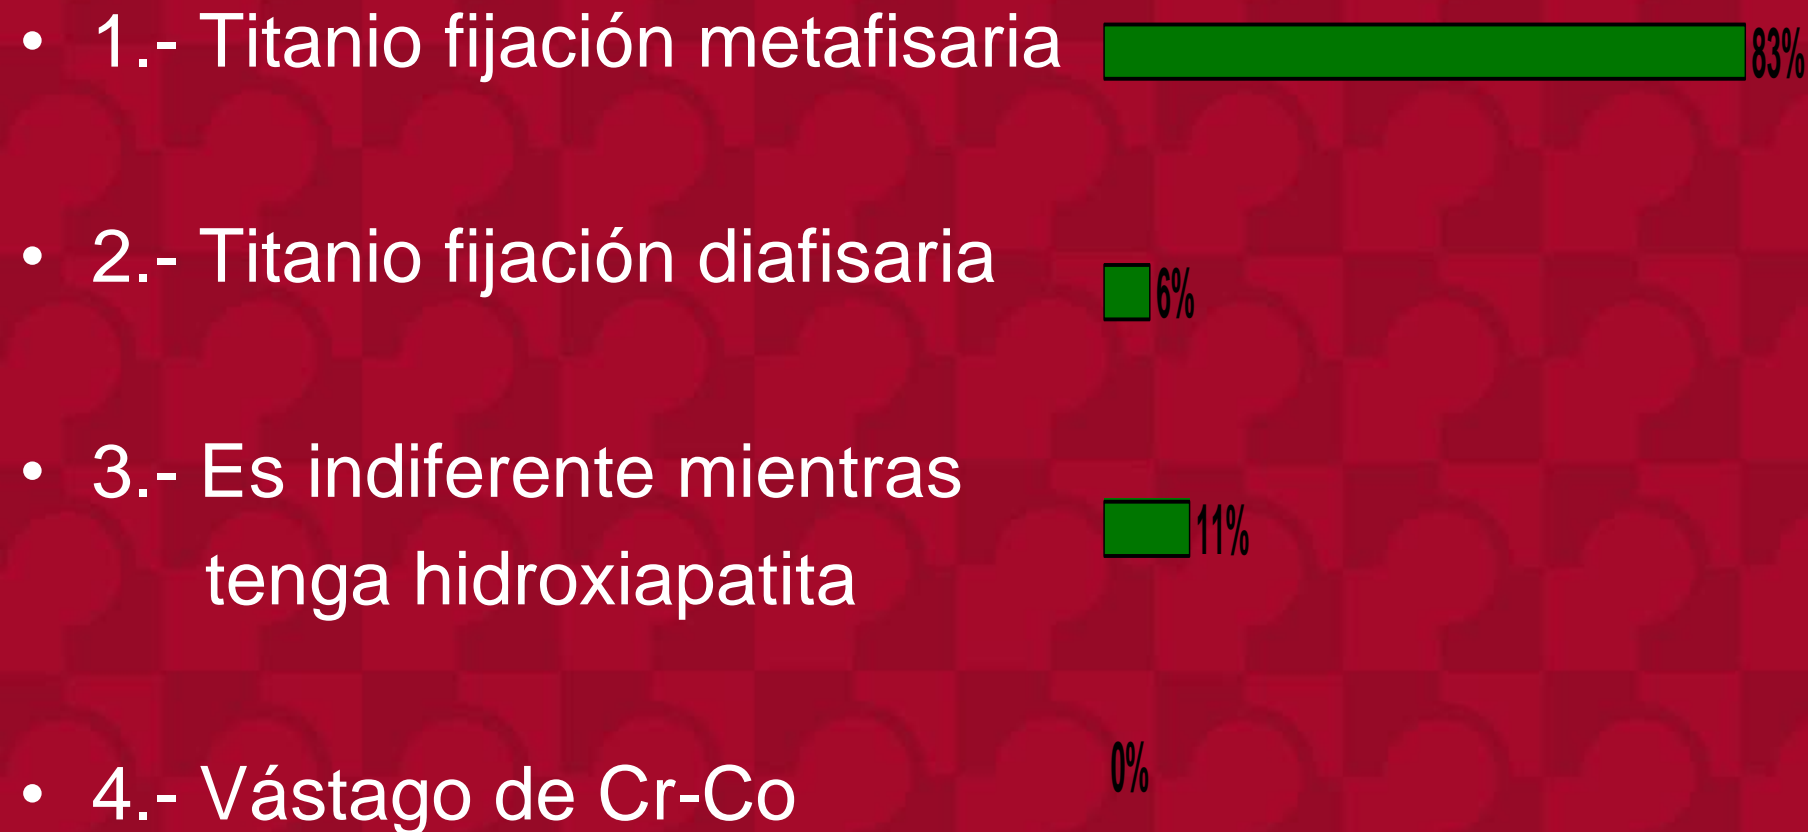 • 1.- Titanio fijación metafisaria 83%
• 2.- Titanio fijación diafisaria 6%
• 3.- Es indiferente mientras
tenga hidroxiapatita 11%
• 4.- Vástago de Cr-Co 0%